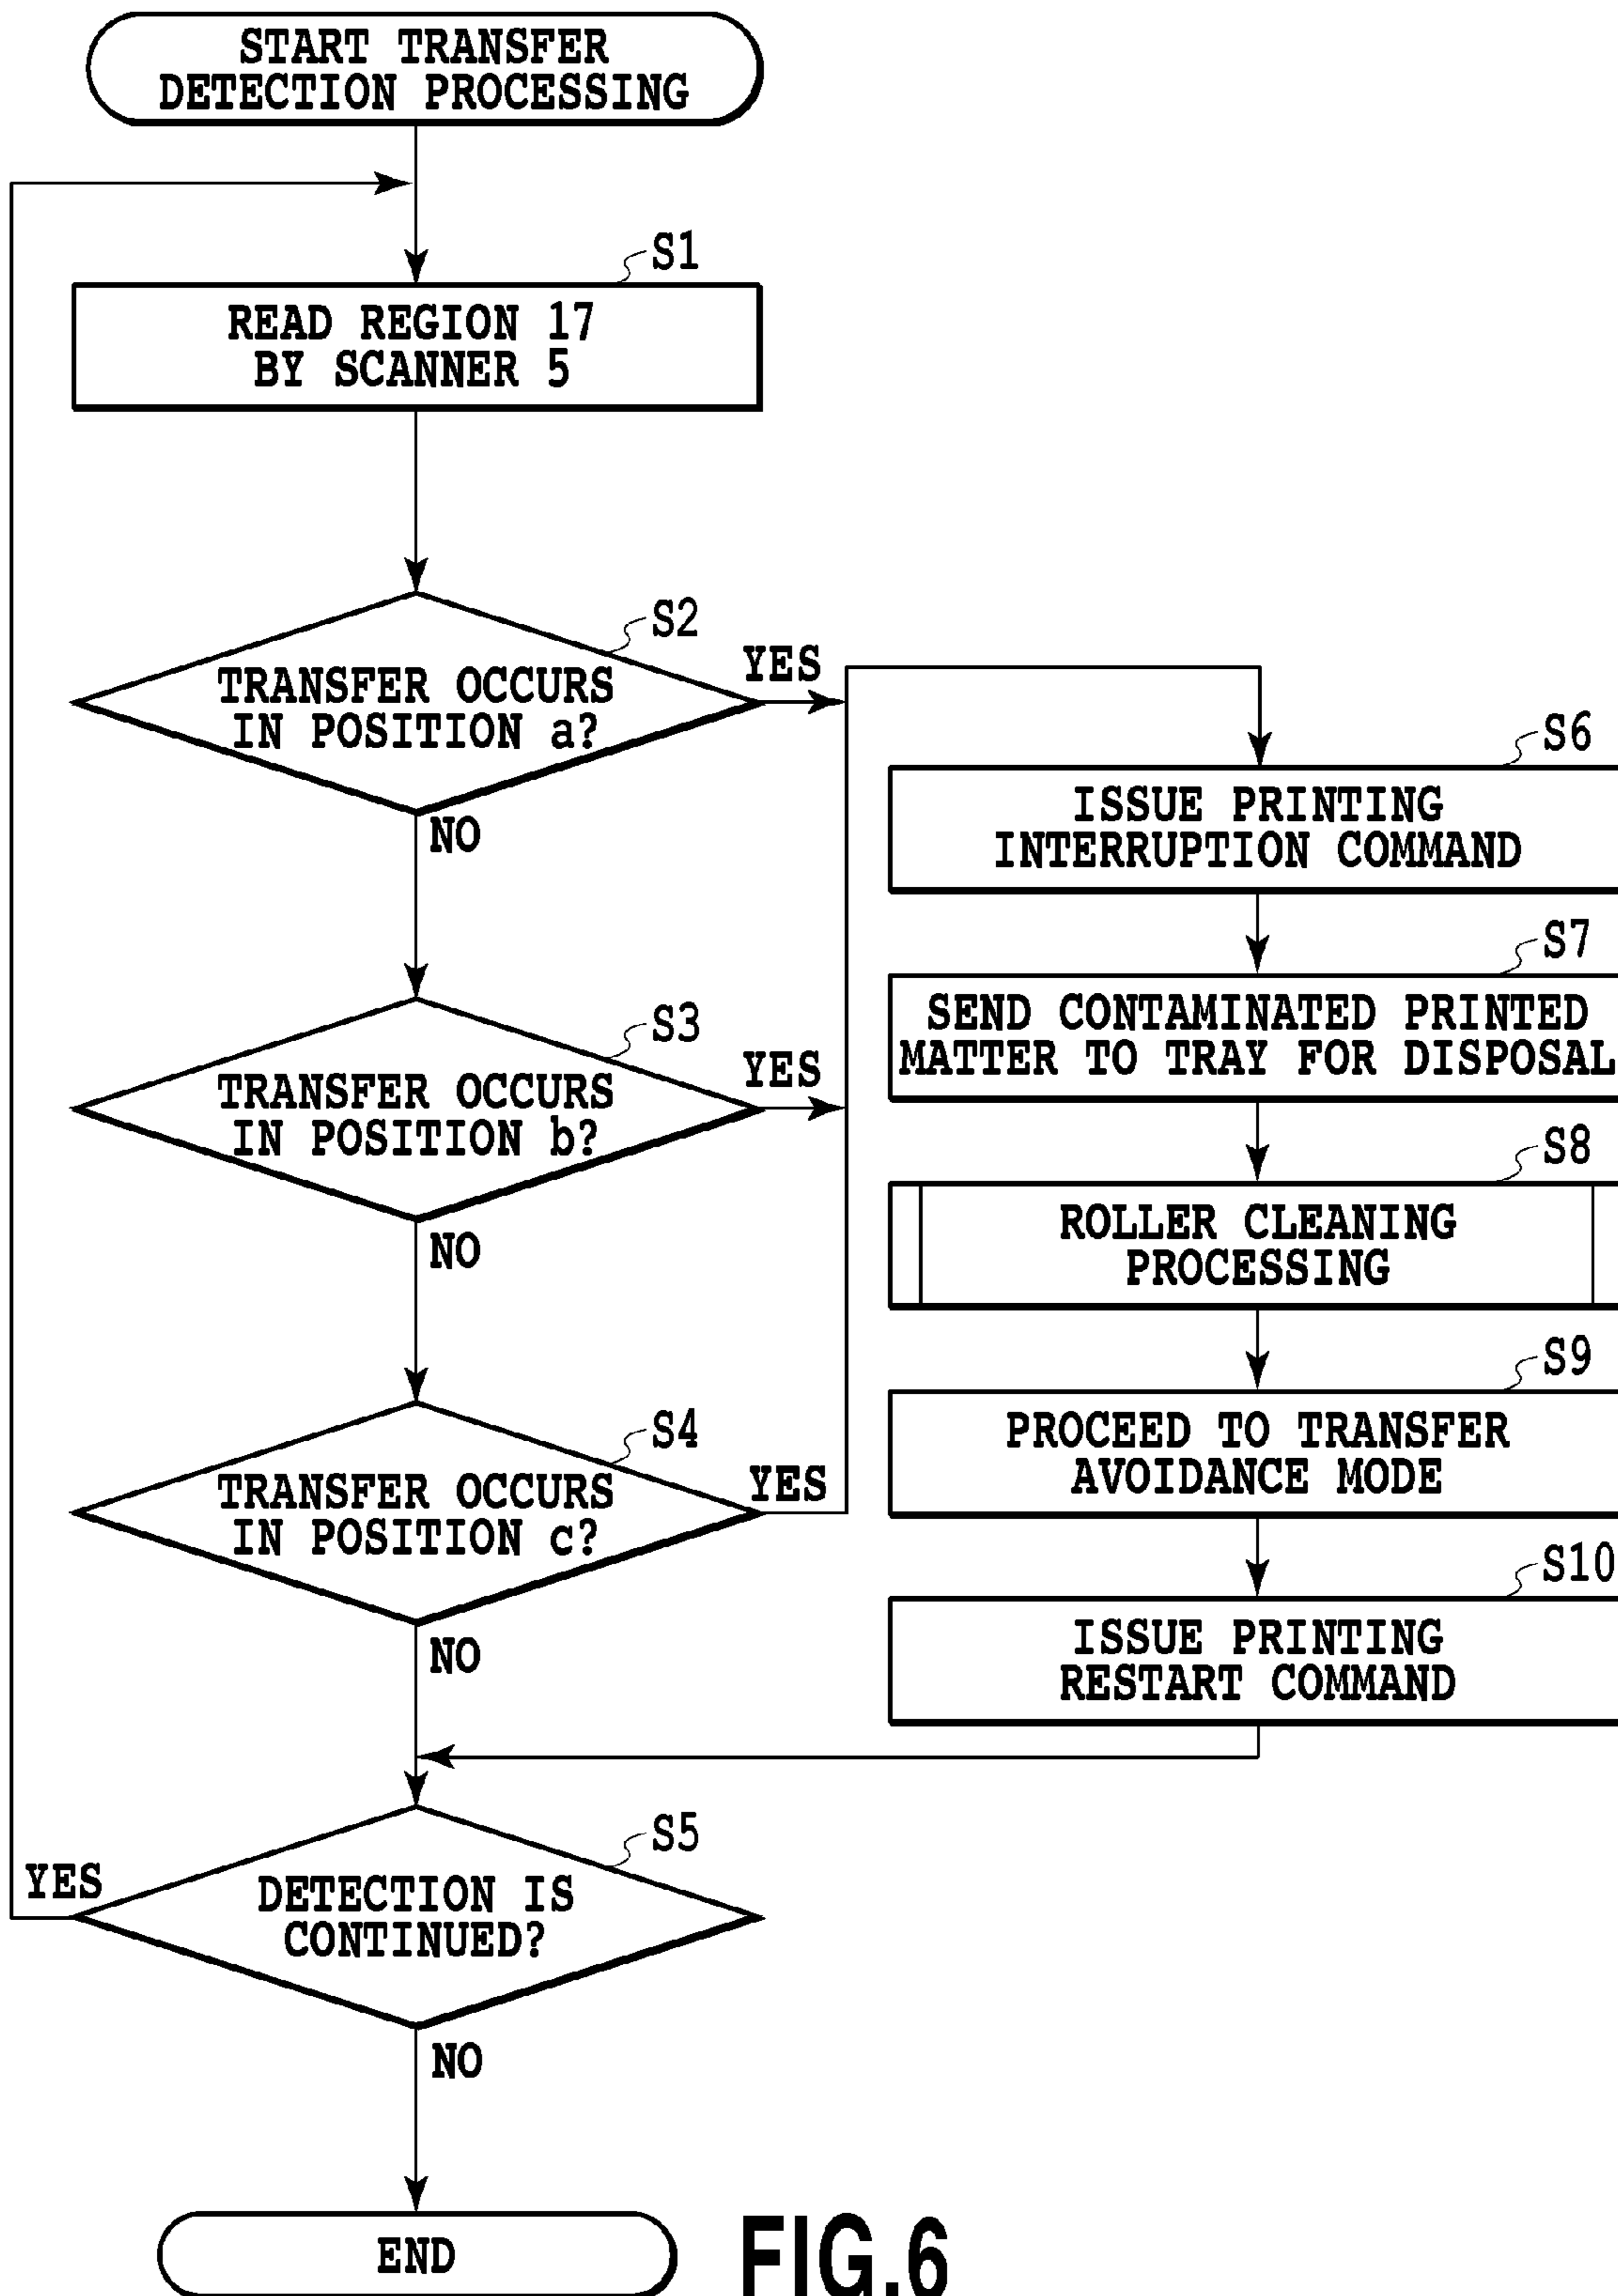 START TRANSFER
DETECTION PROCESSING
S1
READ REGION 17
BY SCANNER 5
S2
TRANSFER OCCURS
IN POSITION a?
YES
NO
S3
TRANSFER OCCURS
IN POSITION b?
YES
NO
S4
TRANSFER OCCURS
IN POSITION c?
YES
NO
S5
DETECTION IS
CONTINUED?
YES
NO
END
S6
ISSUE PRINTING
INTERRUPTION COMMAND
S7
SEND CONTAMINATED PRINTED
MATTER TO TRAY FOR DISPOSAL
S8
ROLLER CLEANING
PROCESSING
S9
PROCEED TO TRANSFER
AVOIDANCE MODE
S10
ISSUE PRINTING
RESTART COMMAND
FIG.6